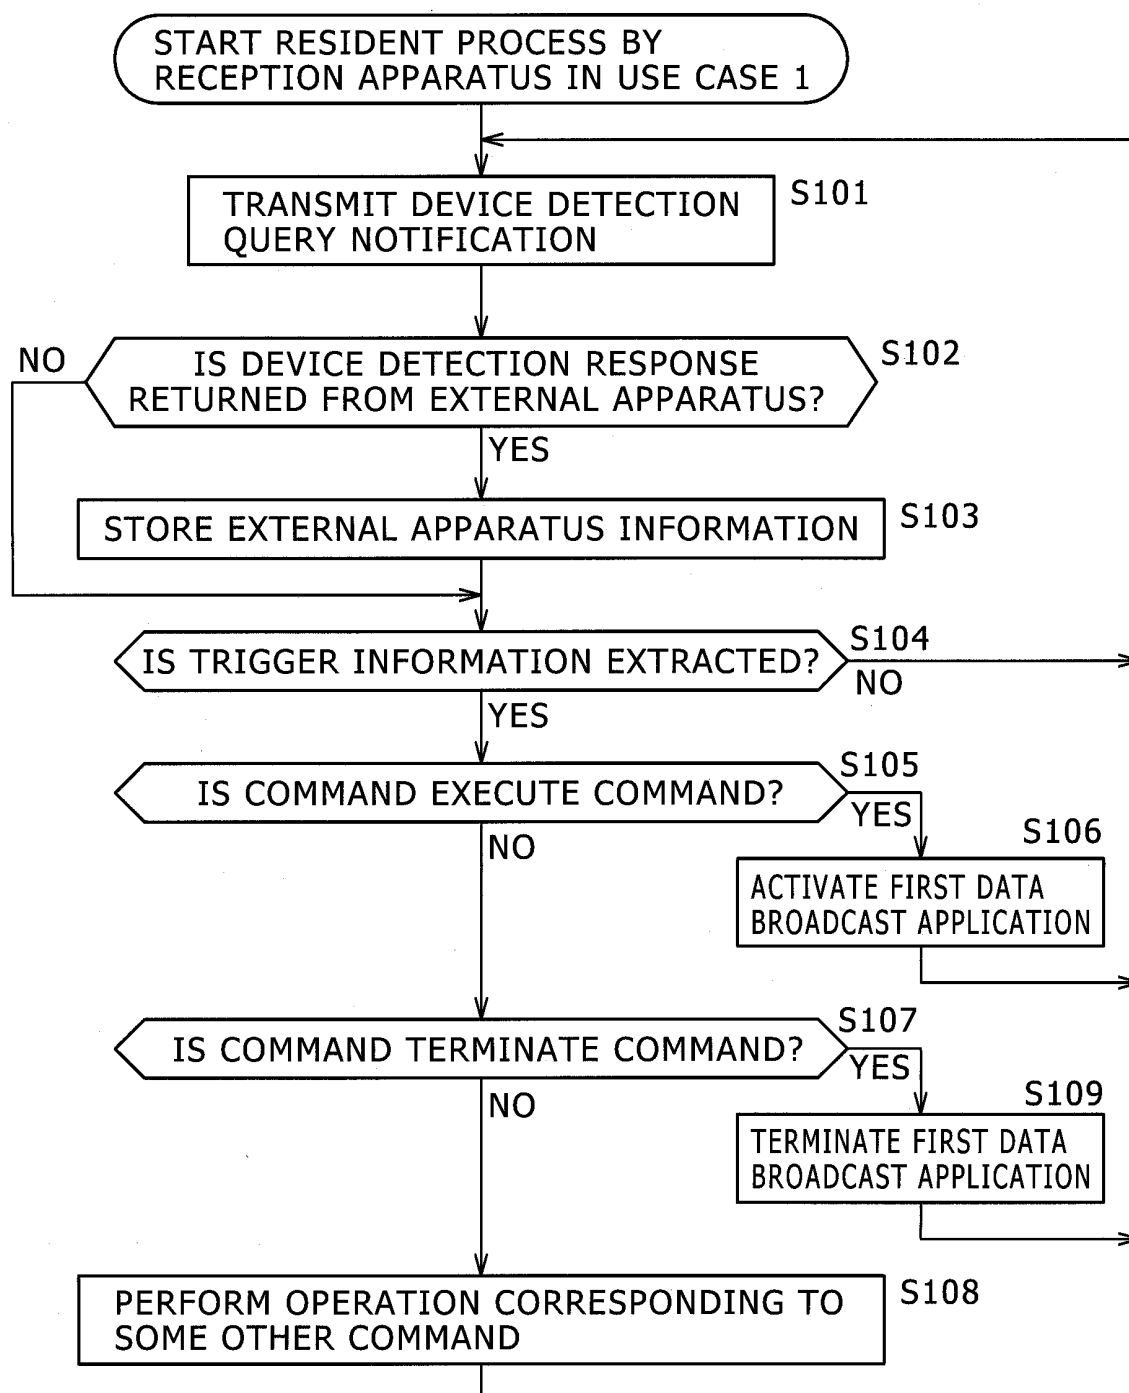 START RESIDENT PROCESS BY
RECEPTION APPARATUS IN USE CASE 1
TRANSMIT DEVICE DETECTION
QUERY NOTIFICATION
S101
NO
IS DEVICE DETECTION RESPONSE
RETURNED FROM EXTERNAL APPARATUS?
S102
YES
STORE EXTERNAL APPARATUS INFORMATION
S103
IS TRIGGER INFORMATION EXTRACTED?
S104
NO
YES
IS COMMAND EXECUTE COMMAND?
S105
YES
NO
S106
ACTIVATE FIRST DATA
BROADCAST APPLICATION
IS COMMAND TERMINATE COMMAND?
S107
YES
NO
S109
TERMINATE FIRST DATA
BROADCAST APPLICATION
PERFORM OPERATION CORRESPONDING TO
SOME OTHER COMMAND
S108